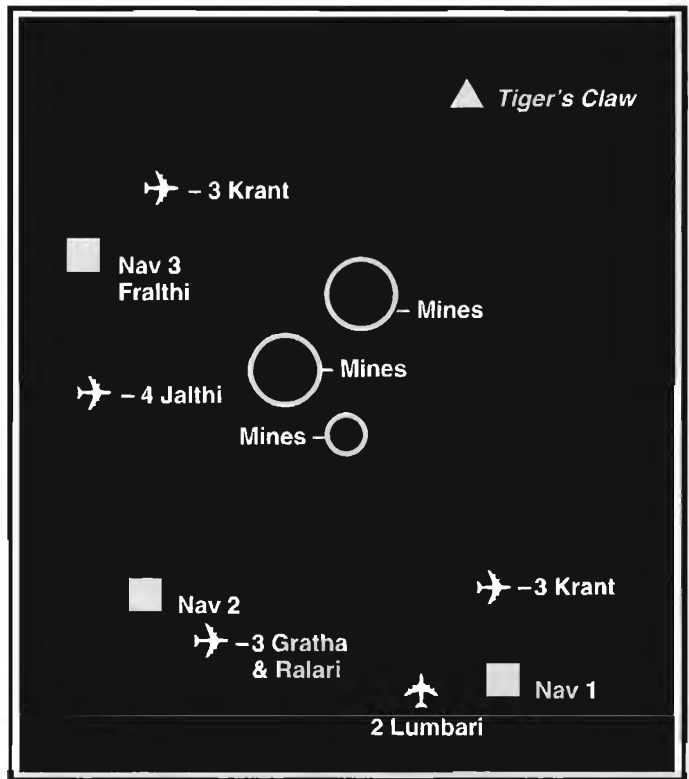 Tiger's Claw
– 3 Krant
Nav 3
Fralthi
– Mines
– Mines
– 4 Jalthi
Mines –
–3 Krant
Nav 2
–3 Gratha
& Ralari
Nav 1
2 Lumbari